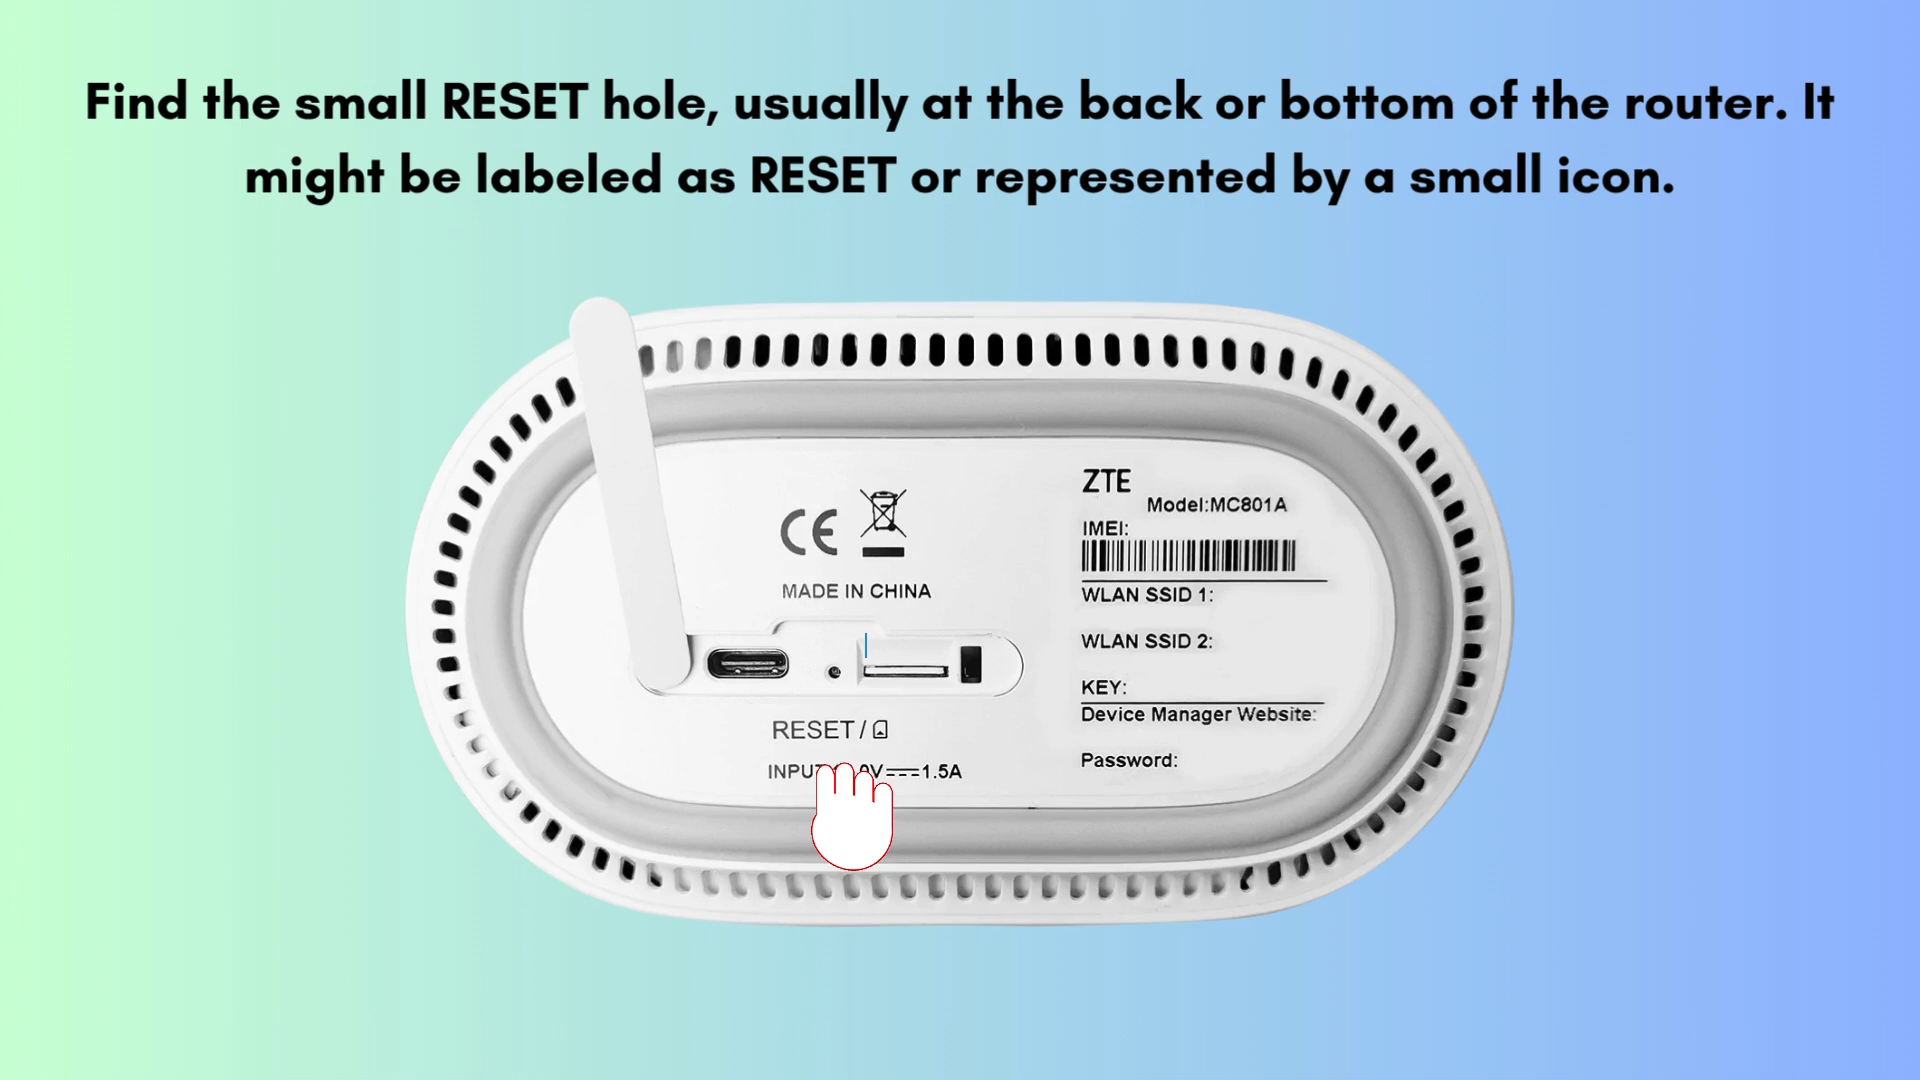 Find the small RESET hole, usually at the back or bottom of the router. It
might be labeled as RESET or represented by a small icon.
ZTE
Model:MC801A
IMEI:
CE
MADE IN CHINA
WLAN SSID 1:
WLAN SSID 2:
KEY:
Device Manager Website:
RESET /
Password:
1.5A